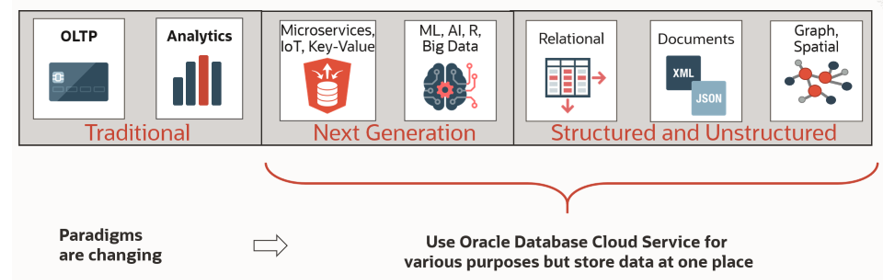 OLTP
Analytics
Microservices,
IoT, Key-Value
ML, AI, R,
Big Data
Relational
Documents
XML
JSON
Graph,
Spatial
Traditional
Next Generation
Structured and Unstructured
Paradigms
are changing
Use Oracle Database Cloud Service for
various purposes but store data at one place